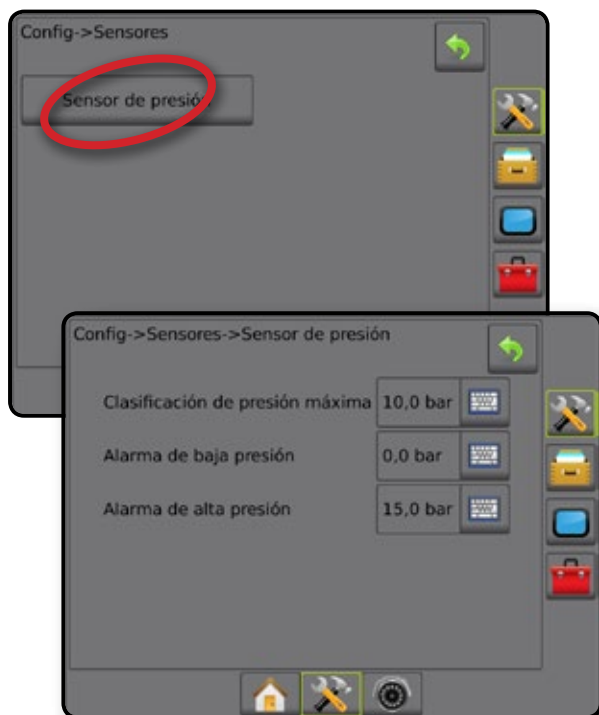 Config->Sensores
Sensor de presión
Config->Sensores->Sensor de presión
Clasificación de presión máxima 10,0 bar
Alarma de baja presión 0,0 bar
Alarma de alta presión 15,0 bar